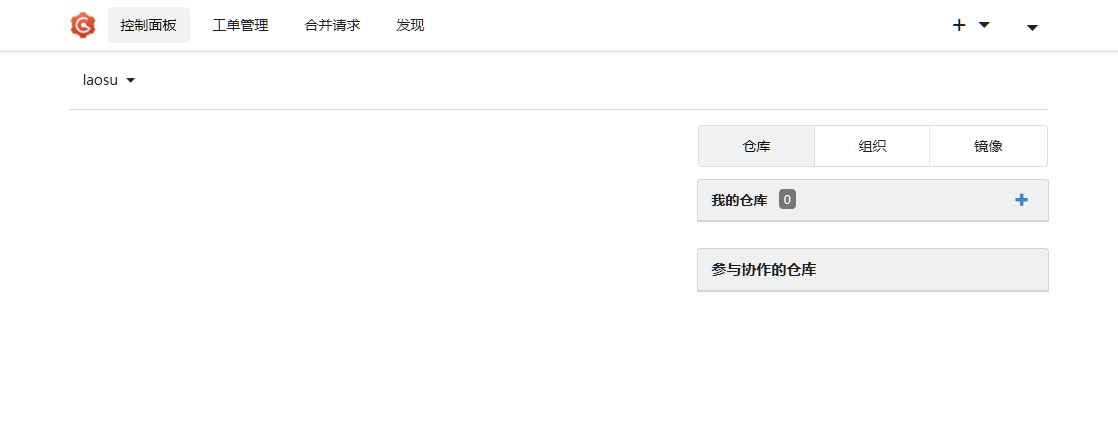 控制面板 工单管理 合并请求 发现
laosu
仓库 组织 镜像
我的仓库 0
参与协作的仓库